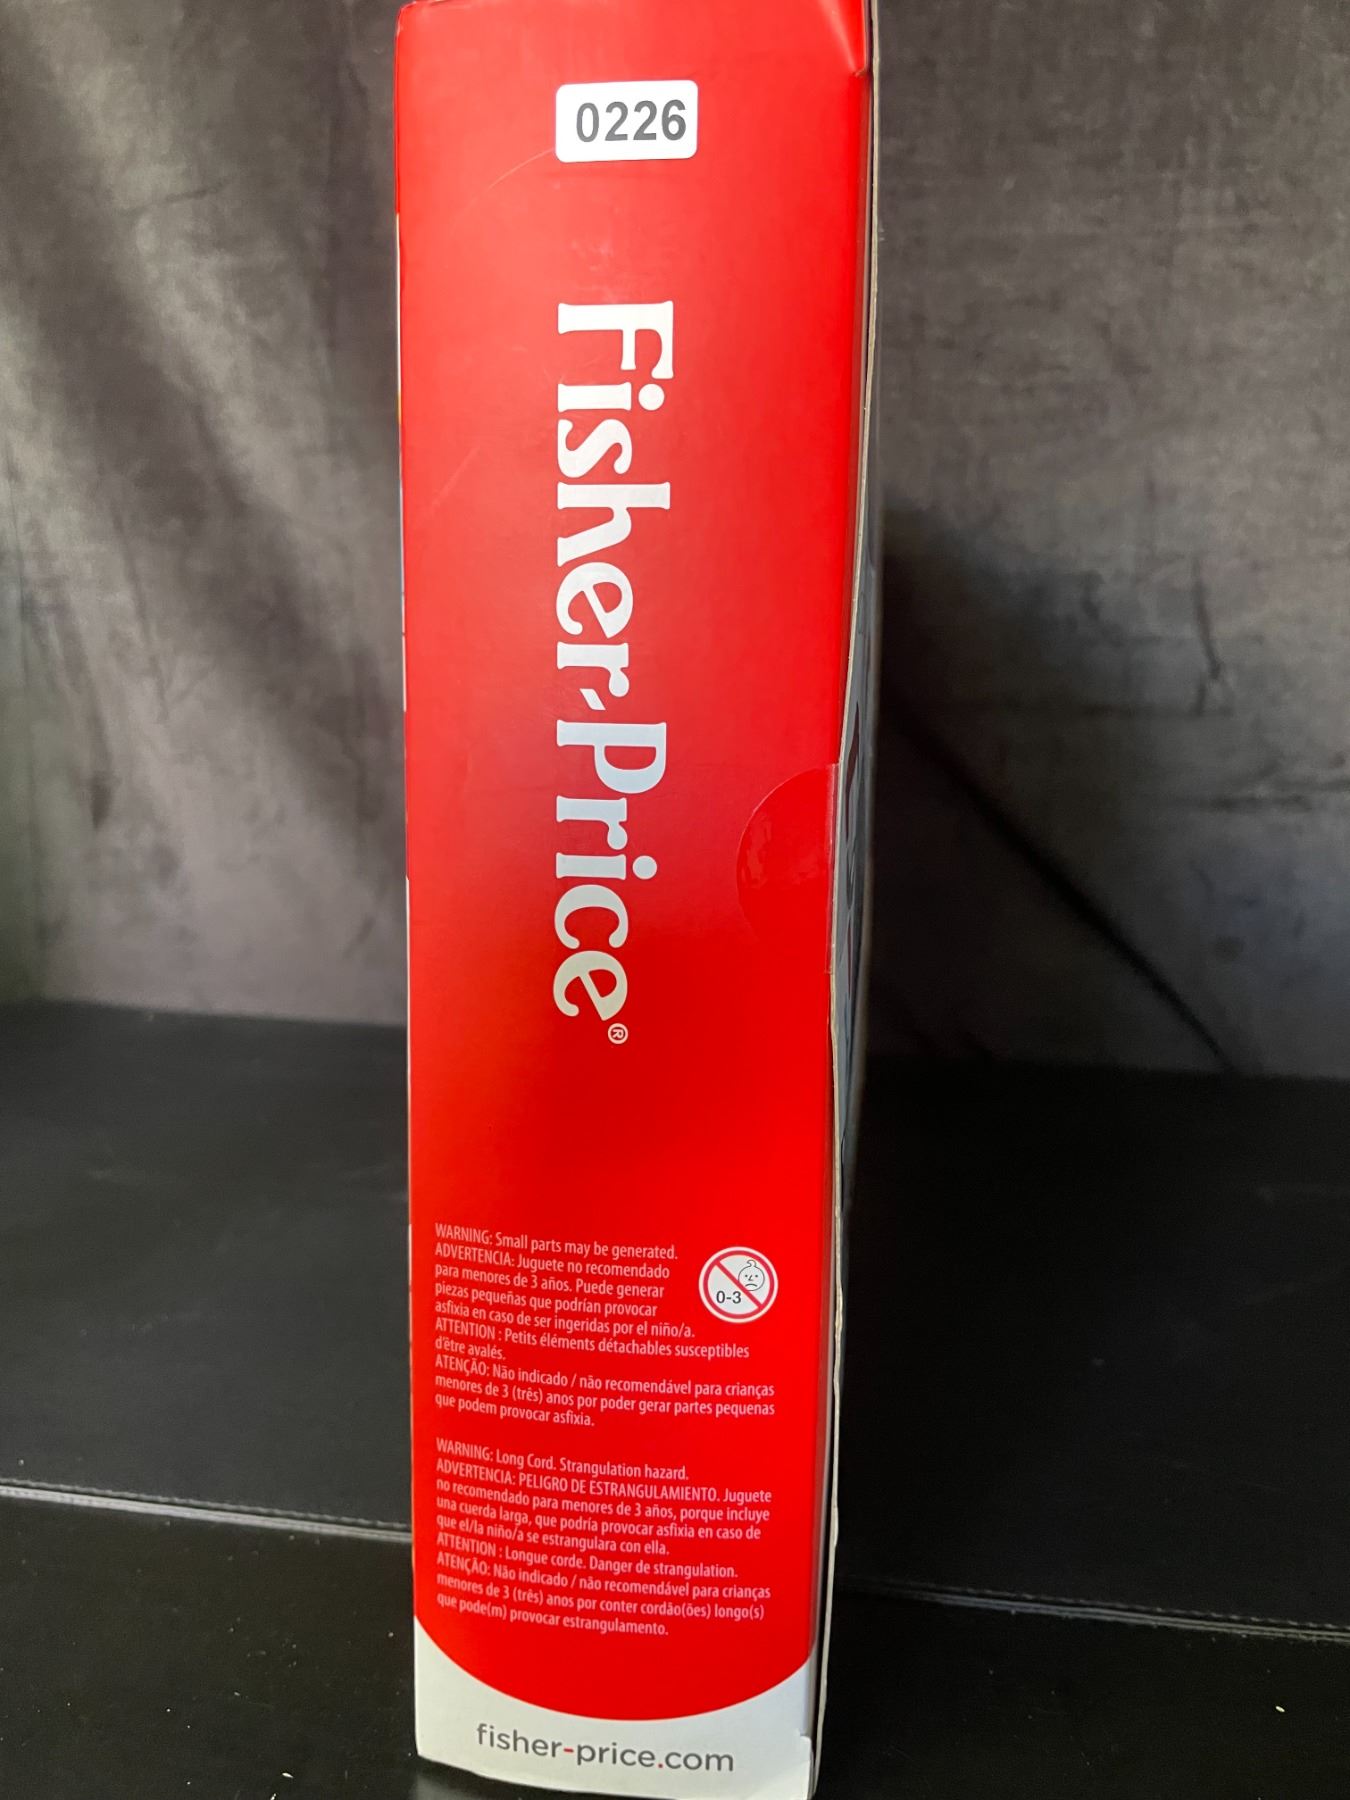 0226
Fisher-Price®
WARNING: Small parts may be generated.
ADVERTENCIA: Juguete no recomendado
para menores de 3 años. Puede generar
piezas pequeñas que podrían provocar
asfixia en caso de ser ingeridas por el niño/a.
ATTENTION : Petits éléments détachables susceptibles
d'être avalés.
ATENÇÃO: Não indicado / não recomendável para crianças
menores de 3 (três) anos por poder gerar partes pequenas
que podem provocar asfixia.
0-3
WARNING: Long Cord. Strangulation hazard.
ADVERTENCIA: PELIGRO DE ESTRANGULAMIENTO. Juguete
no recomendado para menores de 3 años, porque incluye
una cuerda larga, que podría provocar asfixia en caso de
que el/la niño/a se estrangulara con ella.
ATTENTION : Longue corde. Danger de strangulation.
ATENÇÃO: Não indicado / não recomendável para crianças
menores de 3 (três) anos por conter cordão(ões) longo(s)
que pode(m) provocar estrangulamento.
fisher-price.com